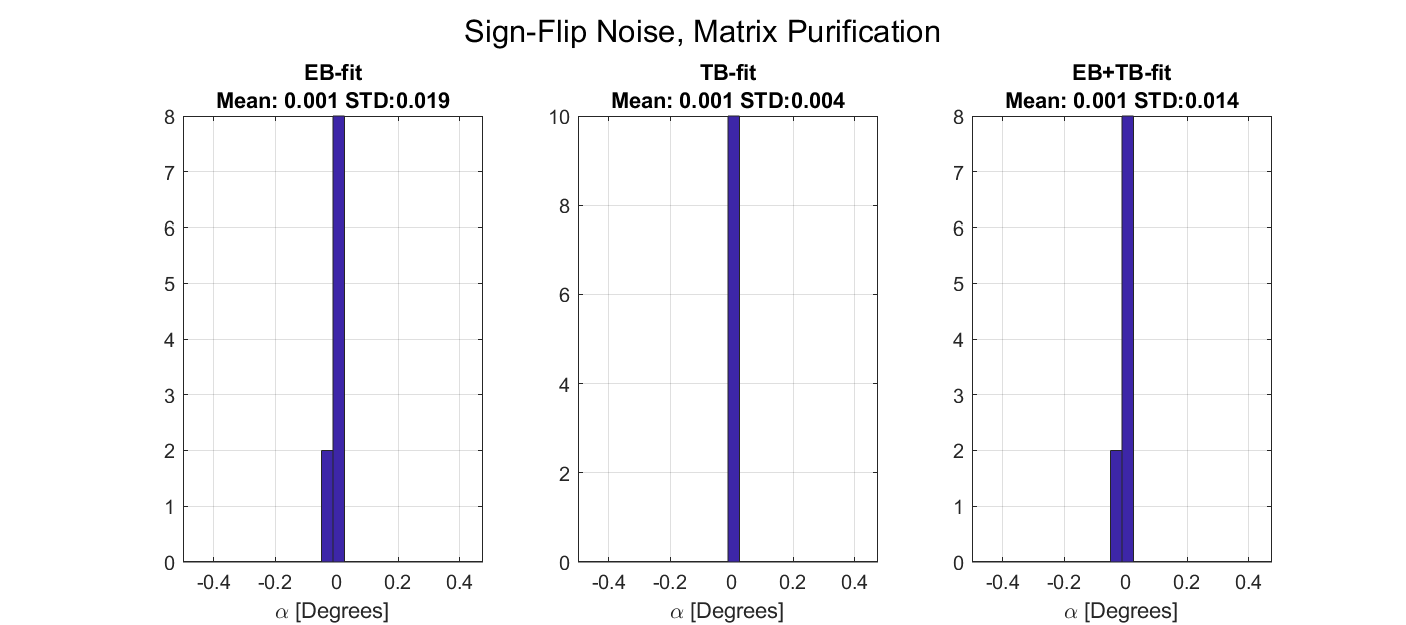 Sign-Flip Noise, Matrix Purification
EB-fit
Mean: 0.001 STD:0.019
8
7
6
5
4
3
2
1
0
-0.4 -0.2 0 0.2 0.4
α [Degrees]
TB-fit
Mean: 0.001 STD:0.004
10
8
6
4
2
0
-0.4 -0.2 0 0.2 0.4
α [Degrees]
EB+TB-fit
Mean: 0.001 STD:0.014
8
7
6
5
4
3
2
1
0
-0.4 -0.2 0 0.2 0.4
α [Degrees]